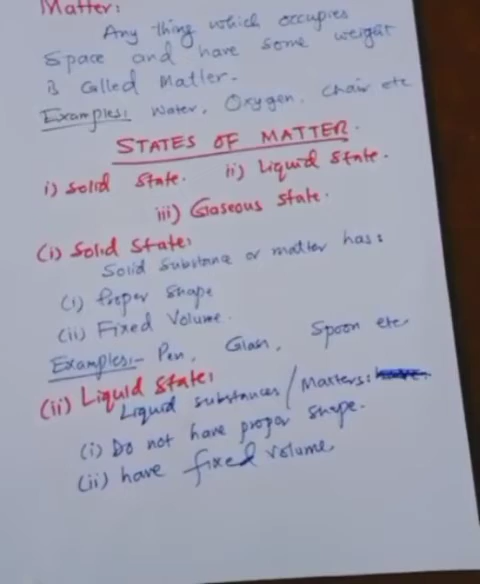 Matter:
Any thing which occupies
Space and have some weight
is called Matter.
Examples: Water, Oxygen, Chair etc
STATES OF MATTER.
i) Solid State. ii) Liquid State.
iii) Gaseous State.
(i) Solid State:
Solid Substance or matter has:
(i) Proper Shape
(ii) Fixed Volume.
Examples:- Pen, Glass, Spoon etc
(ii) Liquid State:
Liquid substances / Matters:
(i) Do not have proper shape.
(ii) have fixed volume.